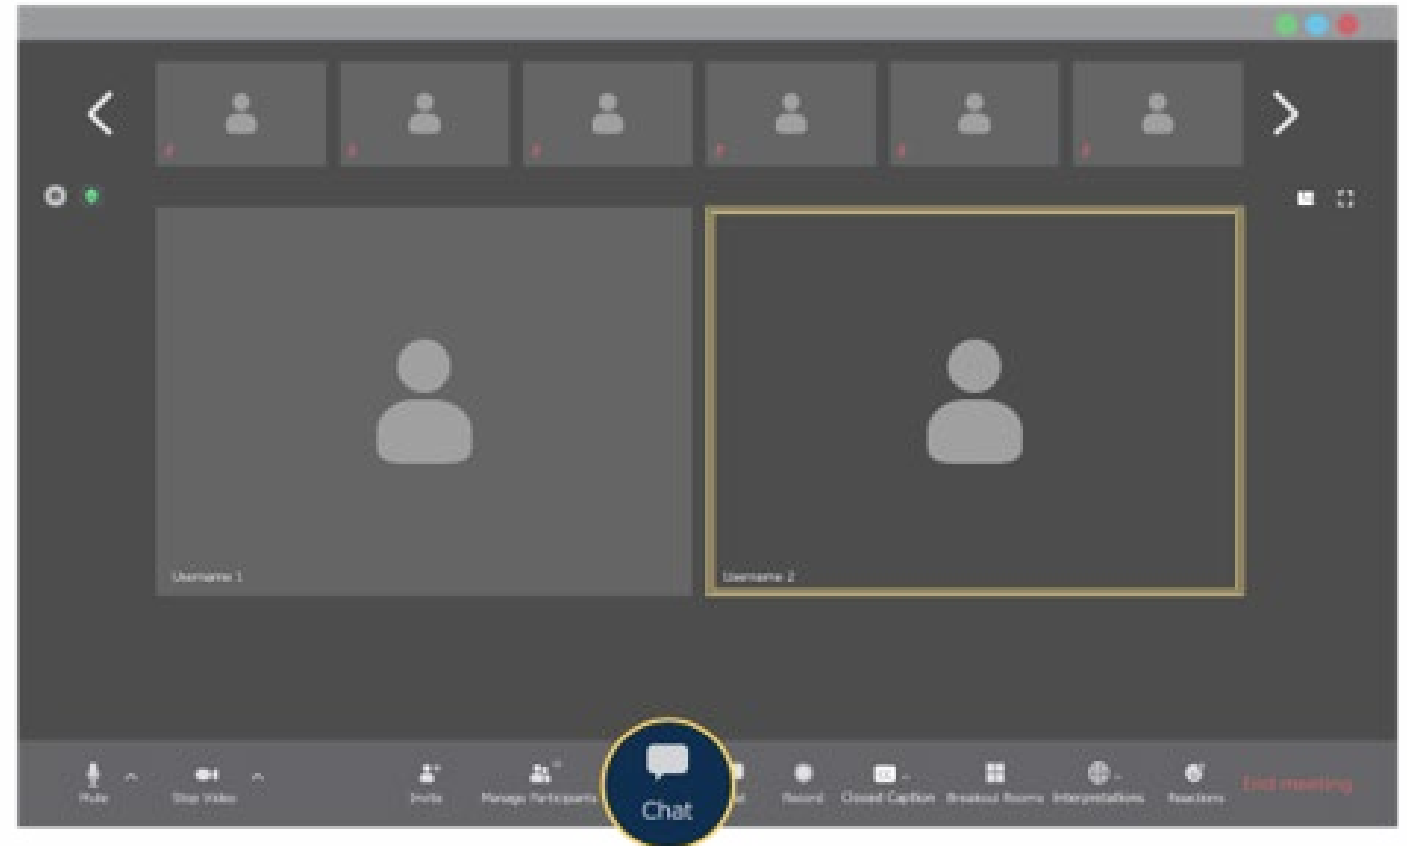 Username 1
Username 2
Mute
Stop Video
Invite
Manage Participants
Chat
Record
Closed Caption
Breakout Rooms
Interpretations
Reactions
End meeting